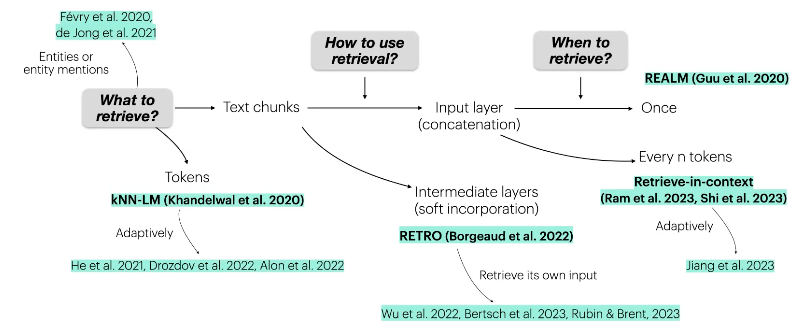 Févry et al. 2020,
de Jong et al. 2021
Entities or
entity mentions
What to
retrieve?
How to use
retrieval?
When to
retrieve?
REALM (Guu et al. 2020)
Text chunks
Input layer
(concatenation)
Once
Every n tokens
Retrieve-in-context
(Ram et al. 2023, Shi et al. 2023)
Adaptively
Jiang et al. 2023
Tokens
kNN-LM (Khandelwal et al. 2020)
Adaptively
He et al. 2021, Drozdov et al. 2022, Alon et al. 2022
Intermediate layers
(soft incorporation)
RETRO (Borgeaud et al. 2022)
Retrieve its own input
Wu et al. 2022, Bertsch et al. 2023, Rubin & Brent, 2023